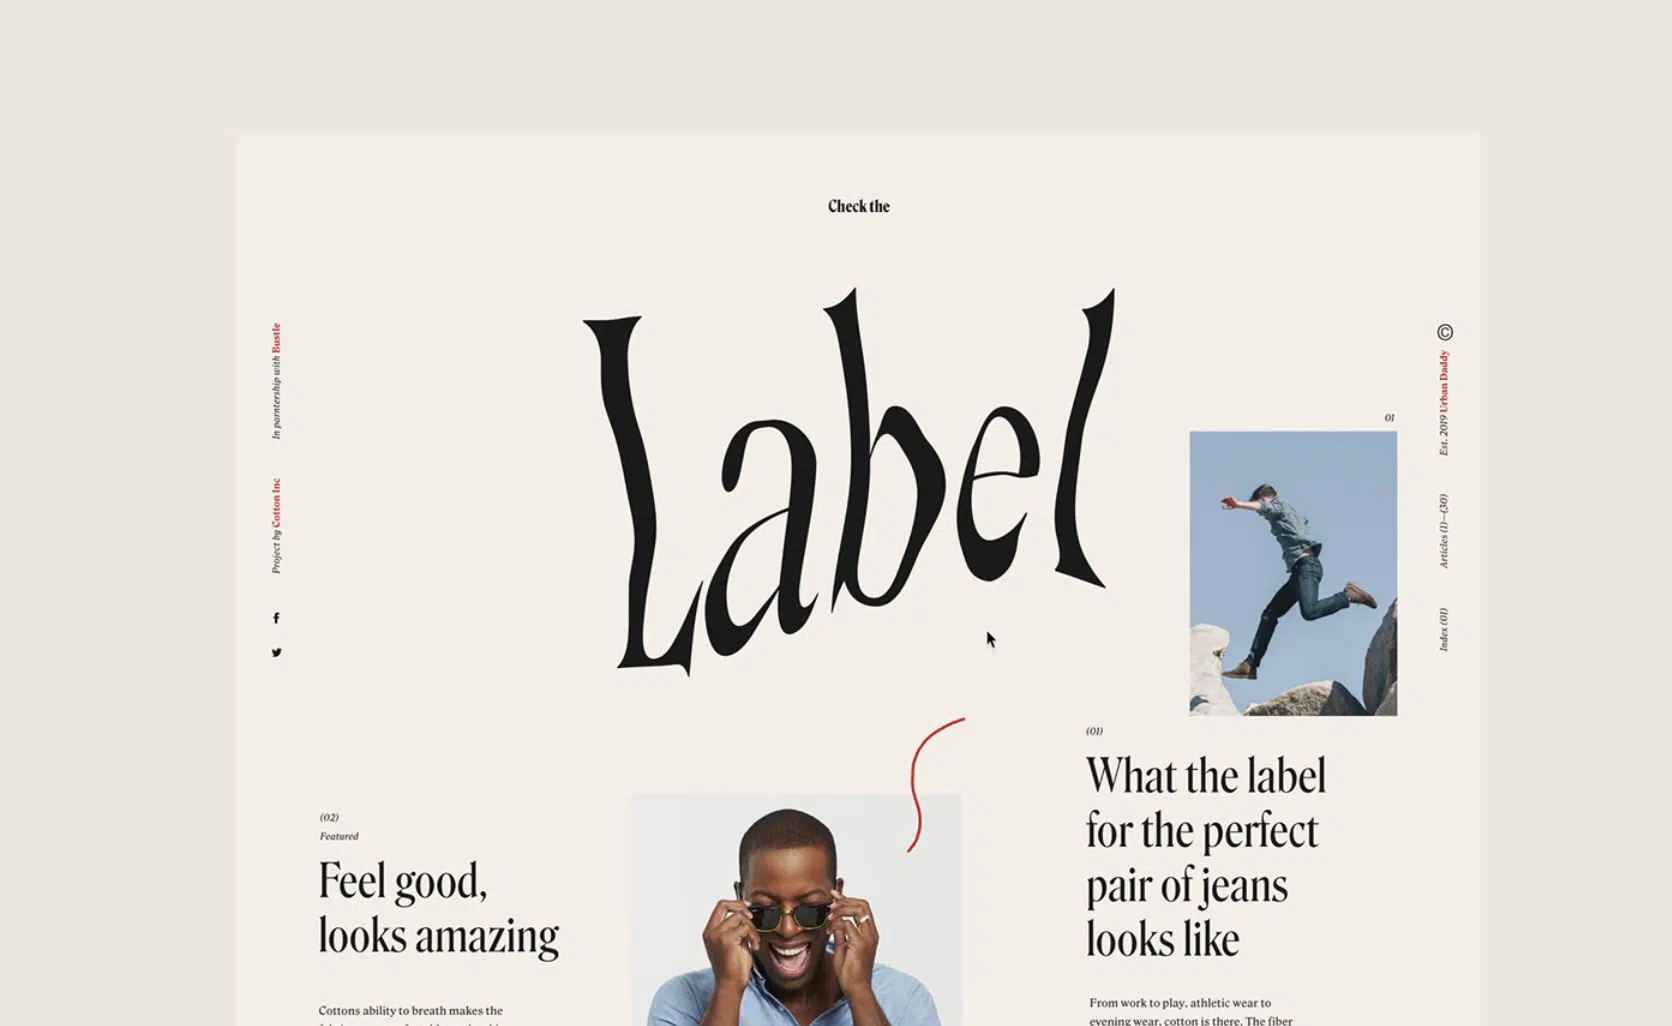 Check the
Label
In parntership with Bustle
Project by Cotton Inc
©
Est. 2019 Urban Daddy
Articles (1)—(30)
Index (01)
01
(01)
What the label
for the perfect
pair of jeans
looks like
From work to play, athletic wear to
evening wear, cotton is there. The fiber
(02)
Featured
Feel good,
looks amazing
Cottons ability to breath makes the